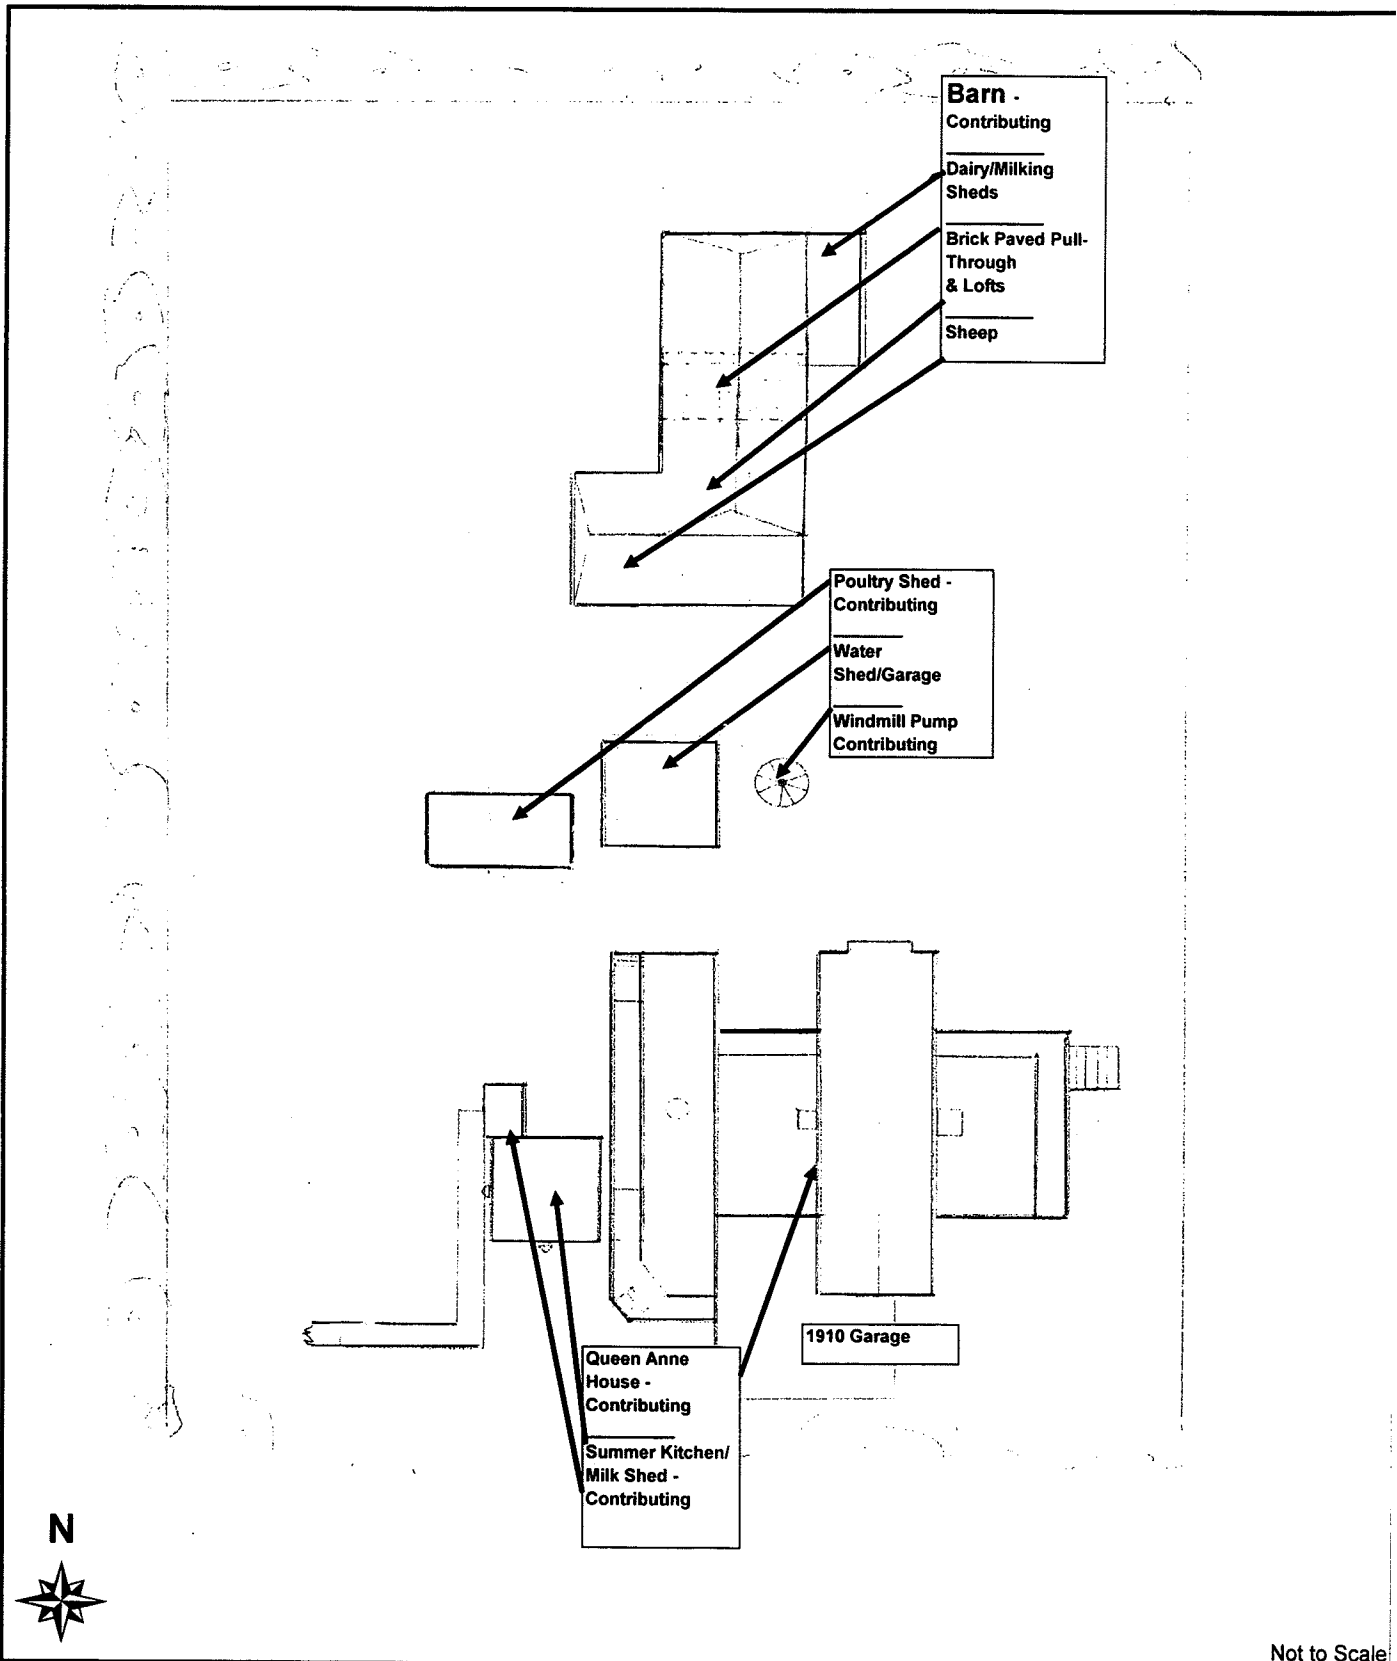 Barn -
Contributing
Dairy/Milking
Sheds
Brick Paved Pull-
Through
& Lofts
Sheep
Poultry Shed -
Contributing
Water
Shed/Garage
Windmill Pump
Contributing
1910 Garage
Queen Anne
House -
Contributing
Summer Kitchen/
Milk Shed -
Contributing
N
Not to Scale